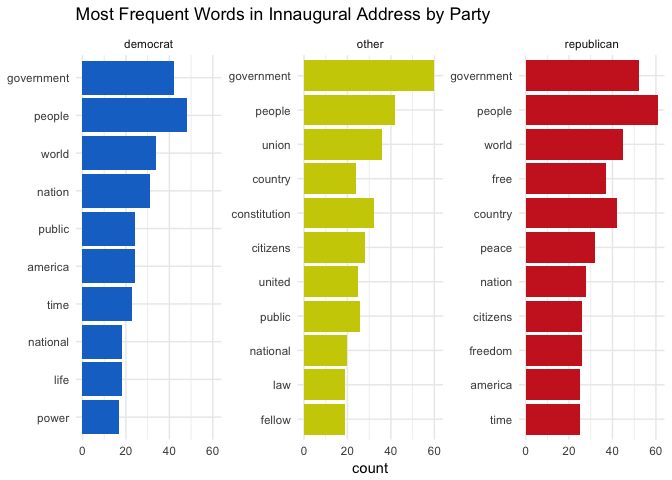 Most Frequent Words in Innaugural Address by Party
democrat
government
people
world
nation
public
america
time
national
life
power
0 20 40 60
other
government
people
union
country
constitution
citizens
united
public
national
law
fellow
0 20 40 60
republican
government
people
world
free
country
peace
nation
citizens
freedom
america
time
0 20 40 60
count